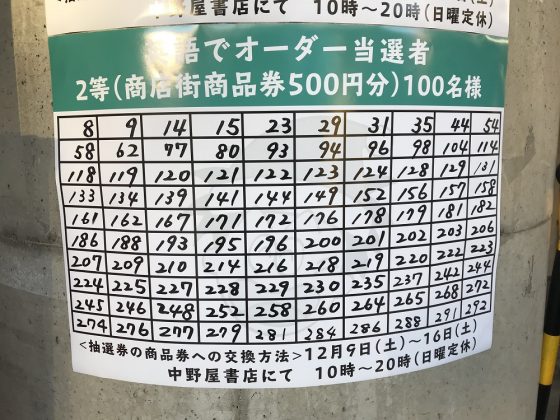 中野屋書店にて 10時～20時(日曜定休)
語でオーダー当選者
2等(商店街商品券500円分)100名様
8 9 14 15 23 29 31 35 44 54
58 62 77 80 93 94 96 98 104 114
118 119 120 121 122 123 124 128 129 131
133 134 139 141 144 149 152 156 157 158
161 162 167 171 172 176 178 179 181 182
186 188 193 195 196 200 201 202 203 206
207 209 210 214 216 218 219 220 222 223
224 225 227 228 229 230 235 237 242 244
245 246 248 252 258 260 264 265 268 272
274 276 277 279 281 284 286 288 291 292
<抽選券の商品券への交換方法>12月9日(土)～16日(土)
中野屋書店にて 10時～20時(日曜定休)